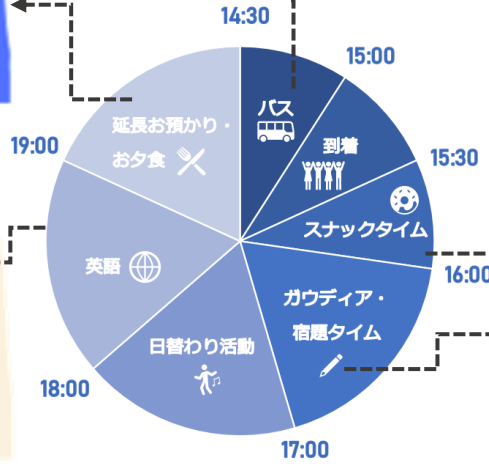 14:30
バス
15:00
到着
15:30
スナックタイム
16:00
ガウディア・
宿題タイム
17:00
日替わり活動
18:00
英語
19:00
延長お預かり・
お夕食